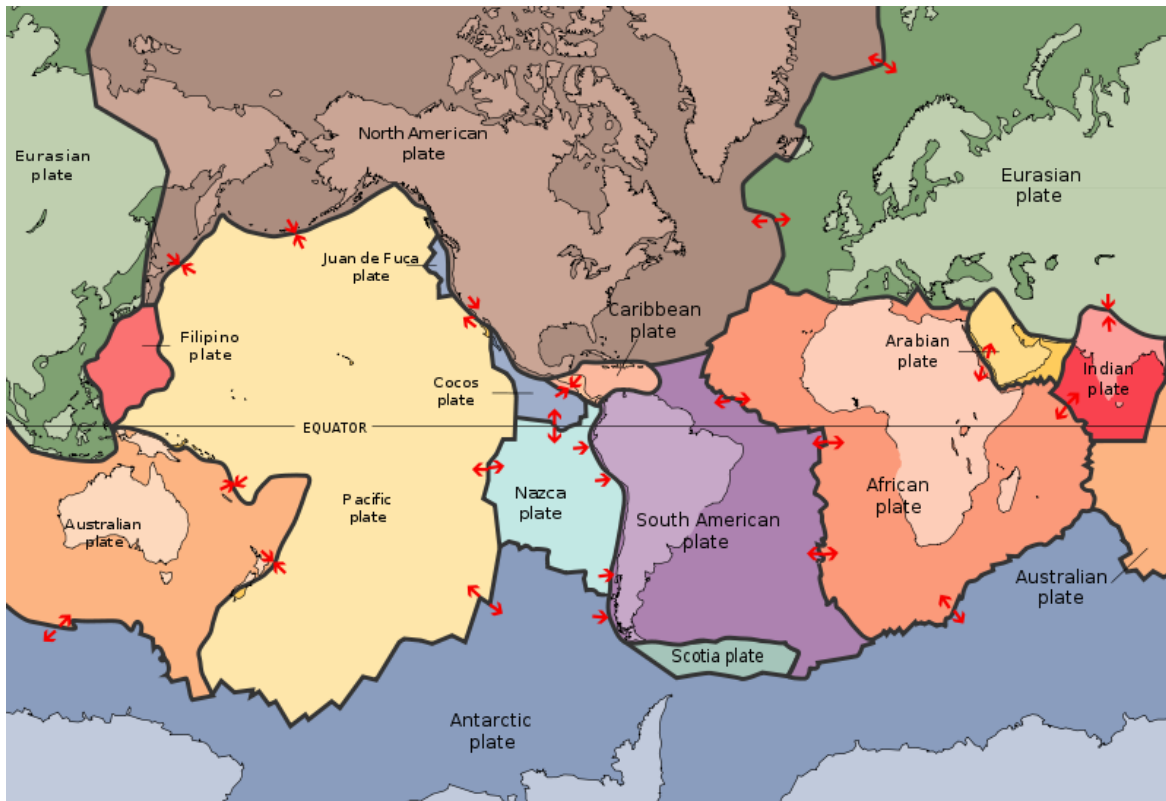 North American
plate
Eurasian
plate
Eurasian
plate
Juan de Fuca
plate
Caribbean
plate
Filipino
plate
Arabian
plate
Indian
plate
Cocos
plate
EQUATOR
Pacific
plate
Nazca
plate
South American
plate
African
plate
Australian
plate
Australian
plate
Scotia plate
Antarctic
plate